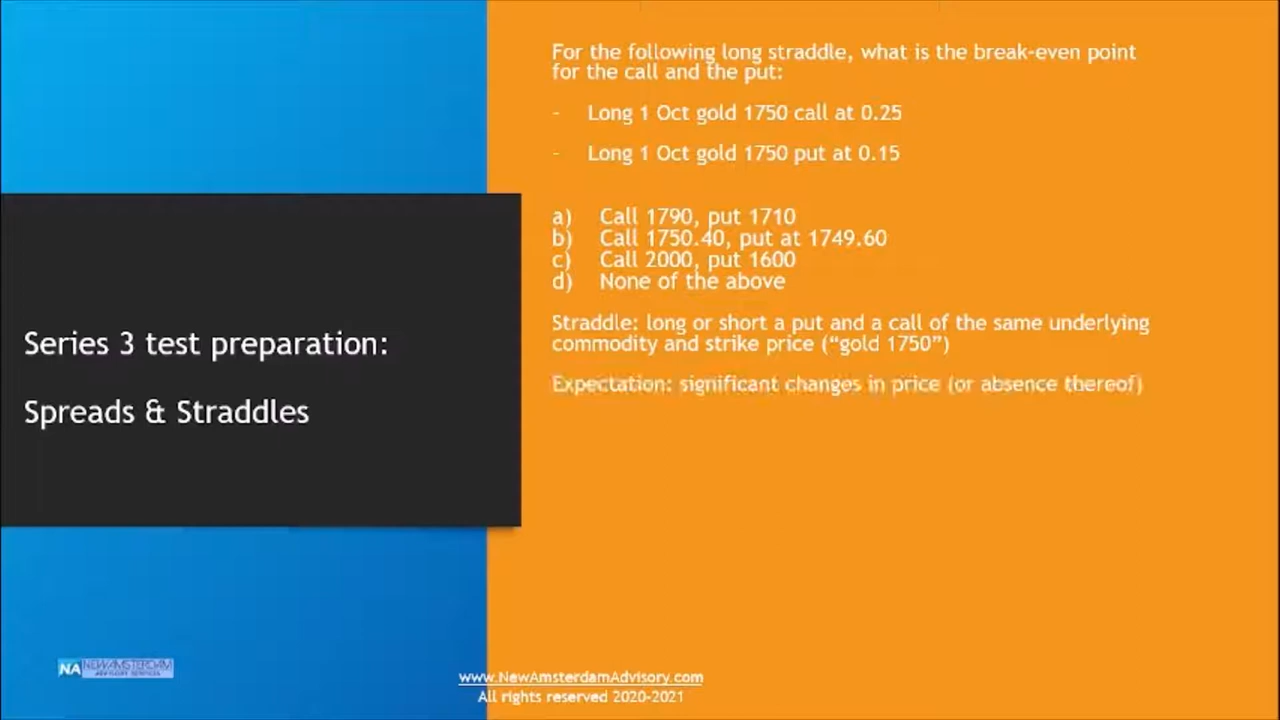 For the following long straddle, what is the break-even point
for the call and the put:
- Long 1 Oct gold 1750 call at 0.25
- Long 1 Oct gold 1750 put at 0.15
a) Call 1790, put 1710
b) Call 1750.40, put at 1749.60
c) Call 2000, put 1600
d) None of the above
Straddle: long or short a put and a call of the same underlying
commodity and strike price (“gold 1750”)
Expectation: significant changes in price (or absence thereof)
Series 3 test preparation:
Spreads & Straddles
NA NEWAMSTERDAM
ADVISORY SERVICES
www.NewAmsterdamAdvisory.com
All rights reserved 2020-2021